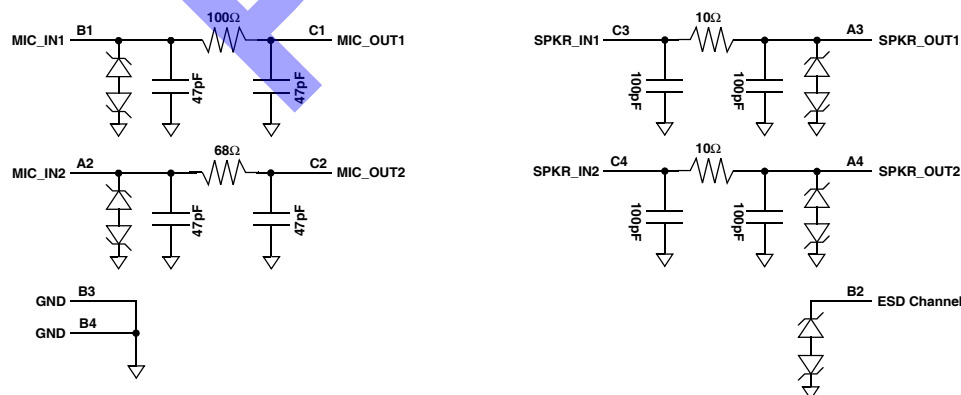 100Ω
MIC_IN1 B1 C1 MIC_OUT1
47pF
47pF
68Ω
MIC_IN2 A2 C2 MIC_OUT2
47pF
47pF
GND B3
GND B4
10Ω
SPKR_IN1 C3 A3 SPKR_OUT1
100pF
100pF
10Ω
SPKR_IN2 C4 A4 SPKR_OUT2
100pF
100pF
B2 ESD Channel